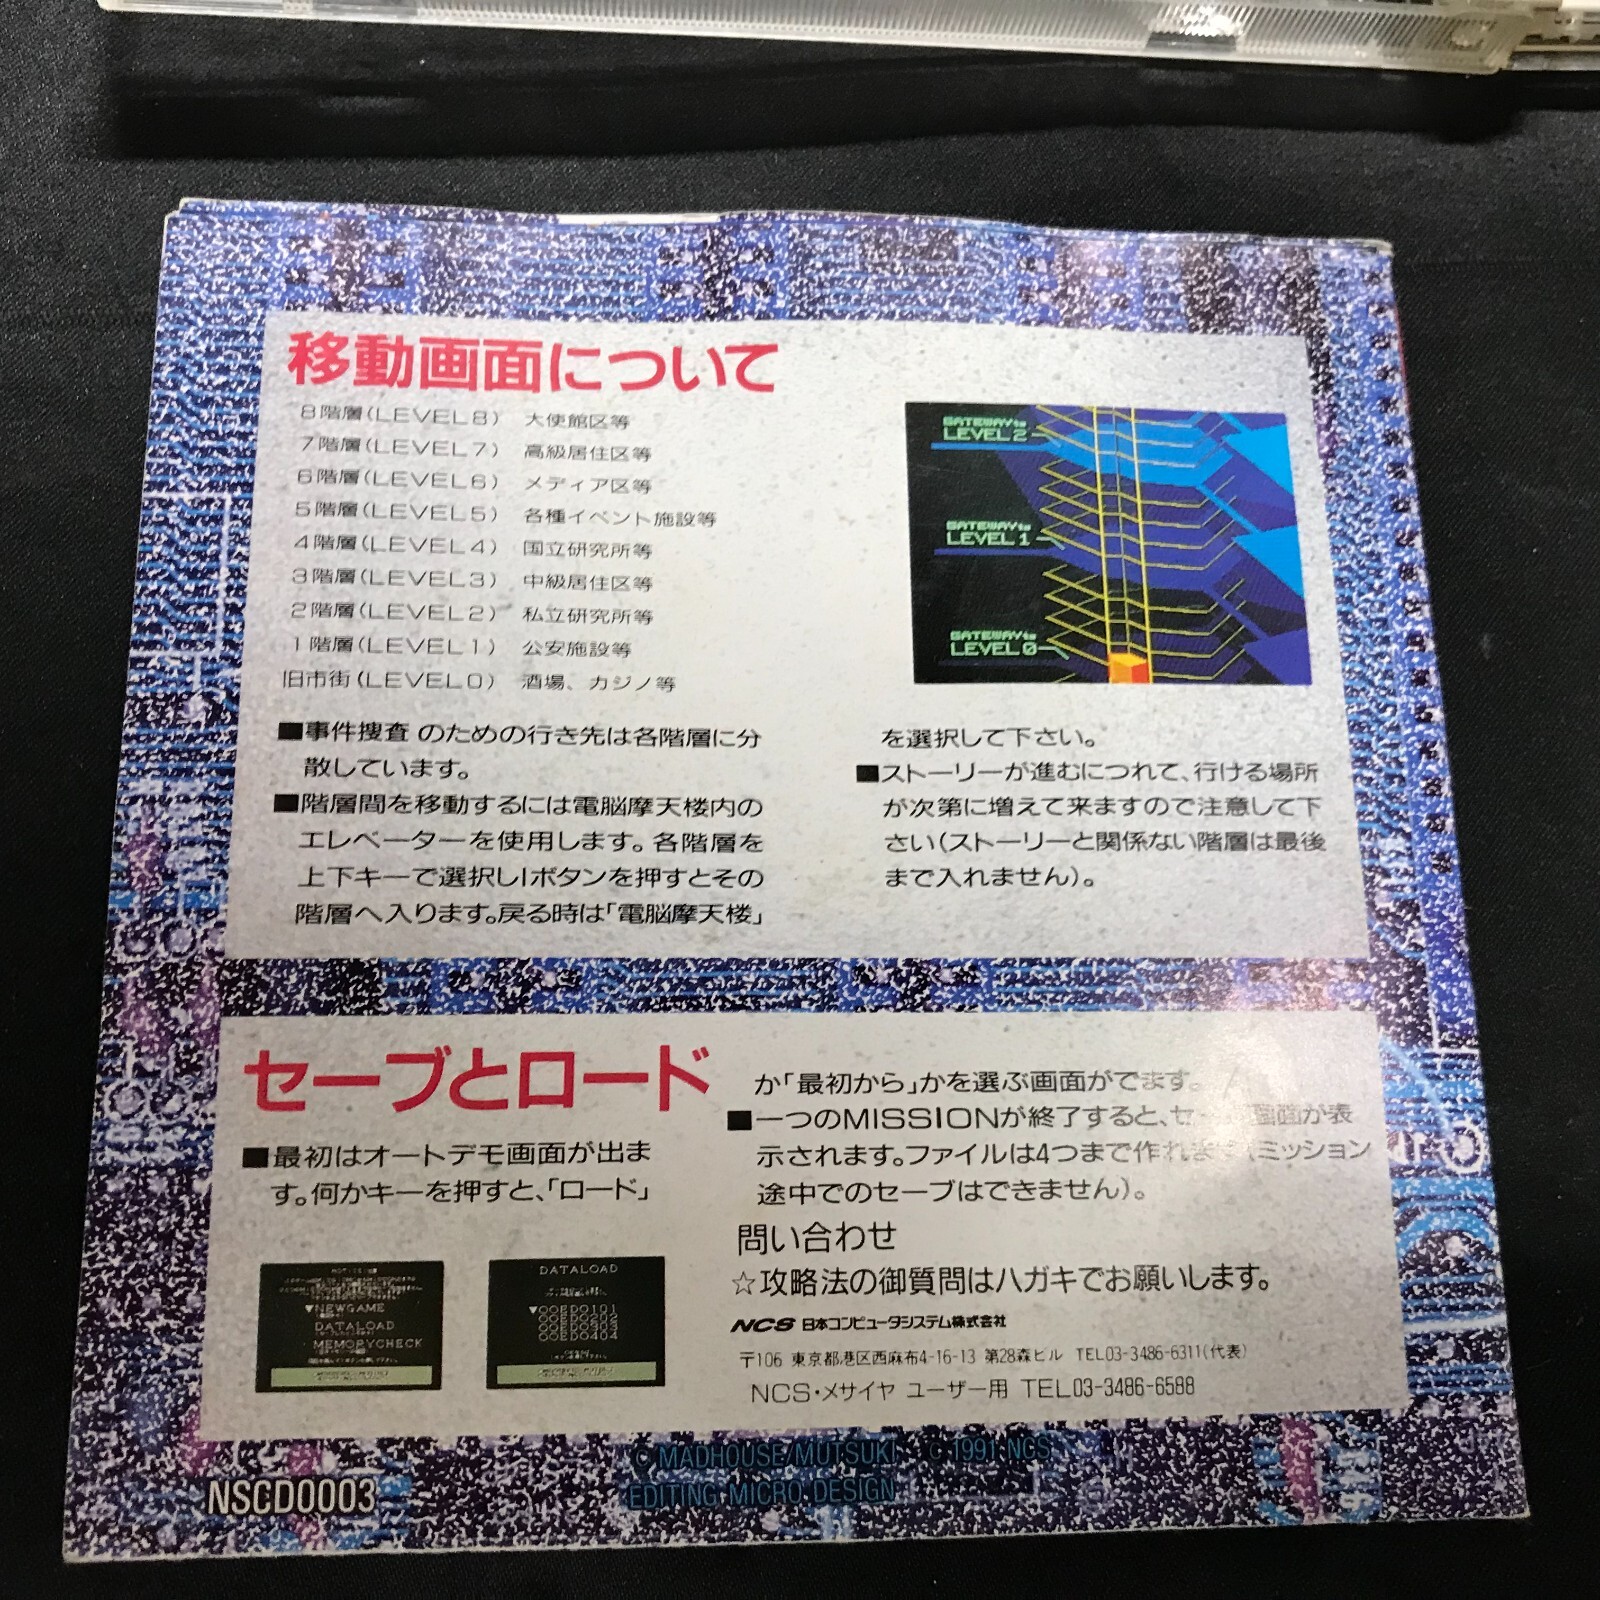 移動画面について
8階層(LEVEL8) 大使館区等
7階層(LEVEL7) 高級居住区等
6階層(LEVEL6) メディア区等
5階層(LEVEL5) 各種イベント施設等
4階層(LEVEL4) 国立研究所等
3階層(LEVEL3) 中級居住区等
2階層(LEVEL2) 私立研究所等
1階層(LEVEL1) 公安施設等
旧市街(LEVEL0) 酒場、カジノ等
GATEWAY to
LEVEL 2
GATEWAY to
LEVEL 1
GATEWAY to
LEVEL 0
■事件捜査 のための行き先は各階層に分
散しています。
■階層間を移動するには電脳摩天楼内の
エレベーターを使用します。各階層を
上下キーで選択しIボタンを押すとその
階層へ入ります。戻る時は「電脳摩天楼」
を選択して下さい。
■ストーリーが進むにつれて、行ける場所
が次第に増えて来ますので注意して下
さい(ストーリーと関係ない階層は最後
まで入れません)。
セーブとロード
■最初はオートデモ画面が出ま
す。何かキーを押すと、「ロード」
か「最初から」かを選ぶ画面がでます。
■一つのMISSIONが終了すると、セ 画面が表
示されます。ファイルは4つまで作れます(ミッション
途中でのセーブはできません)。
▼NEWGAME
DATALOAD
MEMORYCHECK
DATALOAD
▼OOEDO101
OOEDO202
OOEDO303
OOEDO404
問い合わせ
☆攻略法の御質問はハガキでお願いします。
NCS 日本コンピュータシステム株式会社
〒106 東京都港区西麻布4-16-13 第28森ビル TEL03-3486-6311(代表)
NCS・メサイヤ ユーザー用 TEL03-3486-6588
© MADHOUSE/MUTSUKI © 1991 NCS
EDITING MICRO DESIGN
NSCD0003